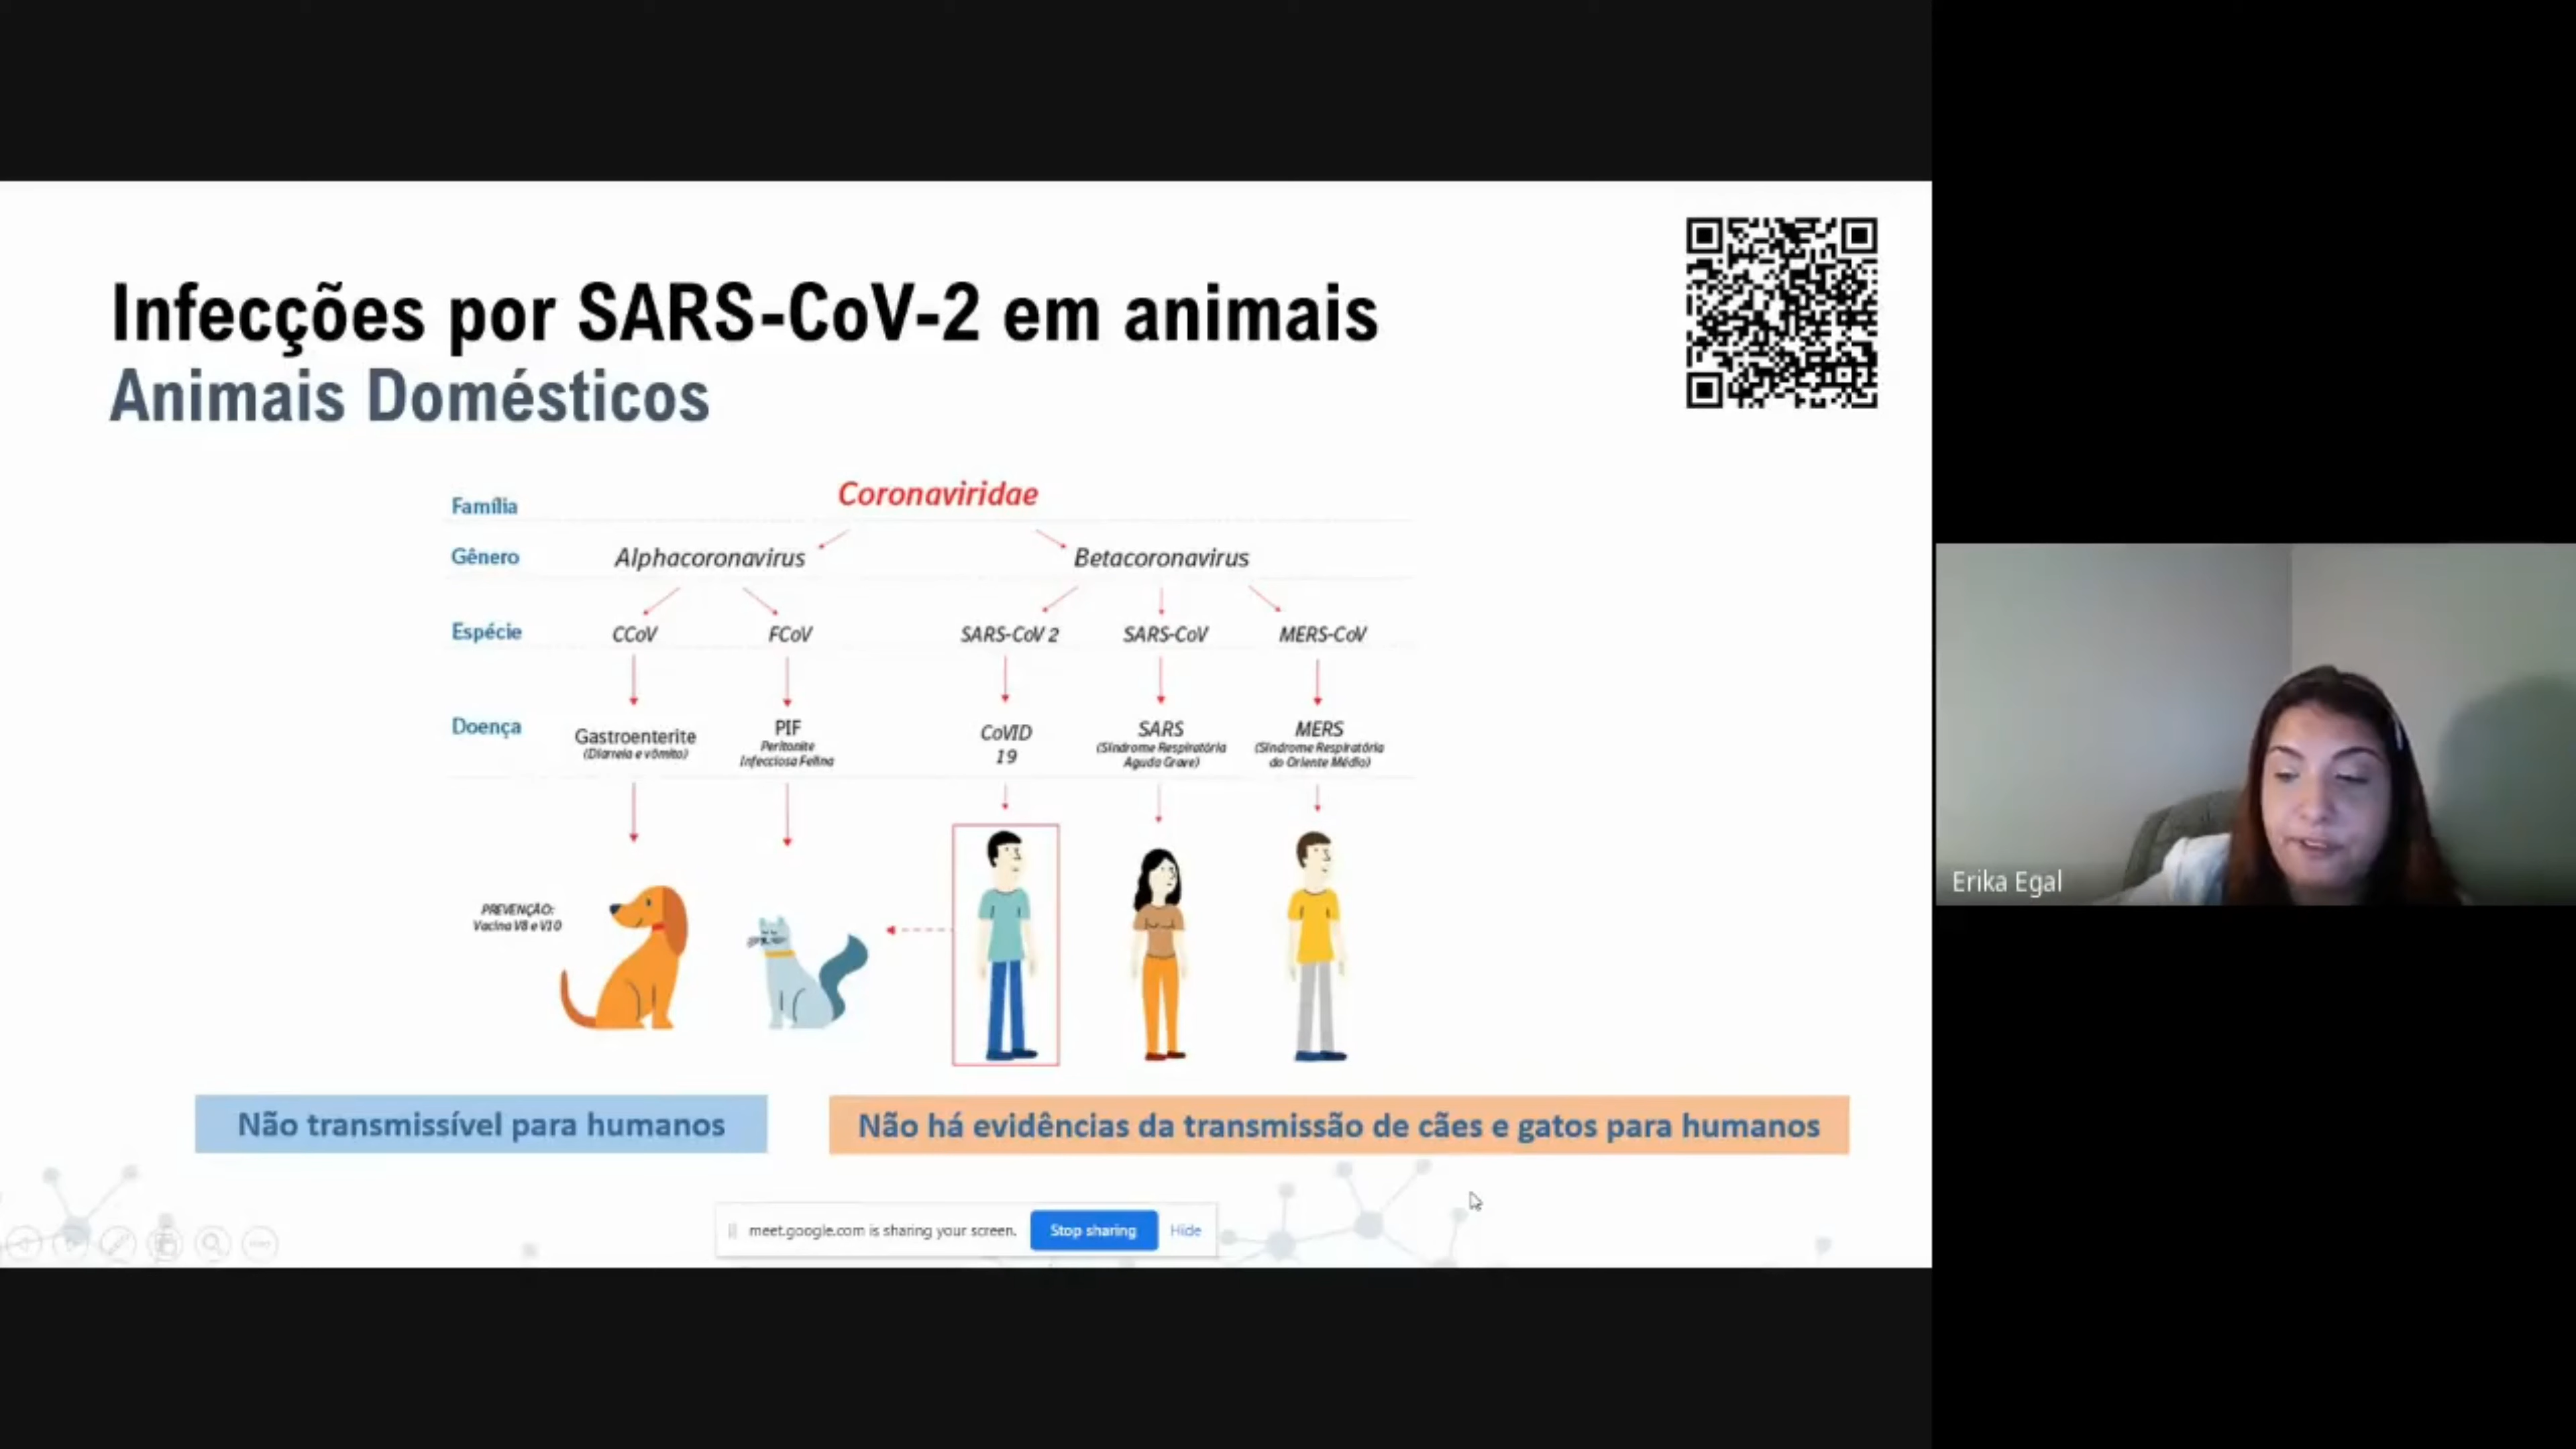 Infecções por SARS-CoV-2 em animais
Animais Domésticos
Família
Coronaviridae
Gênero
Alphacoronavirus
Betacoronavirus
Espécie
CCoV
FCoV
SARS-CoV 2
SARS-CoV
MERS-CoV
Doença
Gastroenterite
(Diarreia e vômito)
PIF
Peritonite
Infecciosa Felina
CoVID
19
SARS
(Síndrome Respiratória
Aguda Grave)
MERS
(Síndrome Respiratória
do Oriente Médio)
PREVENÇÃO:
Vacina V8 e V10
Não transmissível para humanos
Não há evidências da transmissão de cães e gatos para humanos
meet.google.com is sharing your screen.
Stop sharing
Hide
Erika Egal